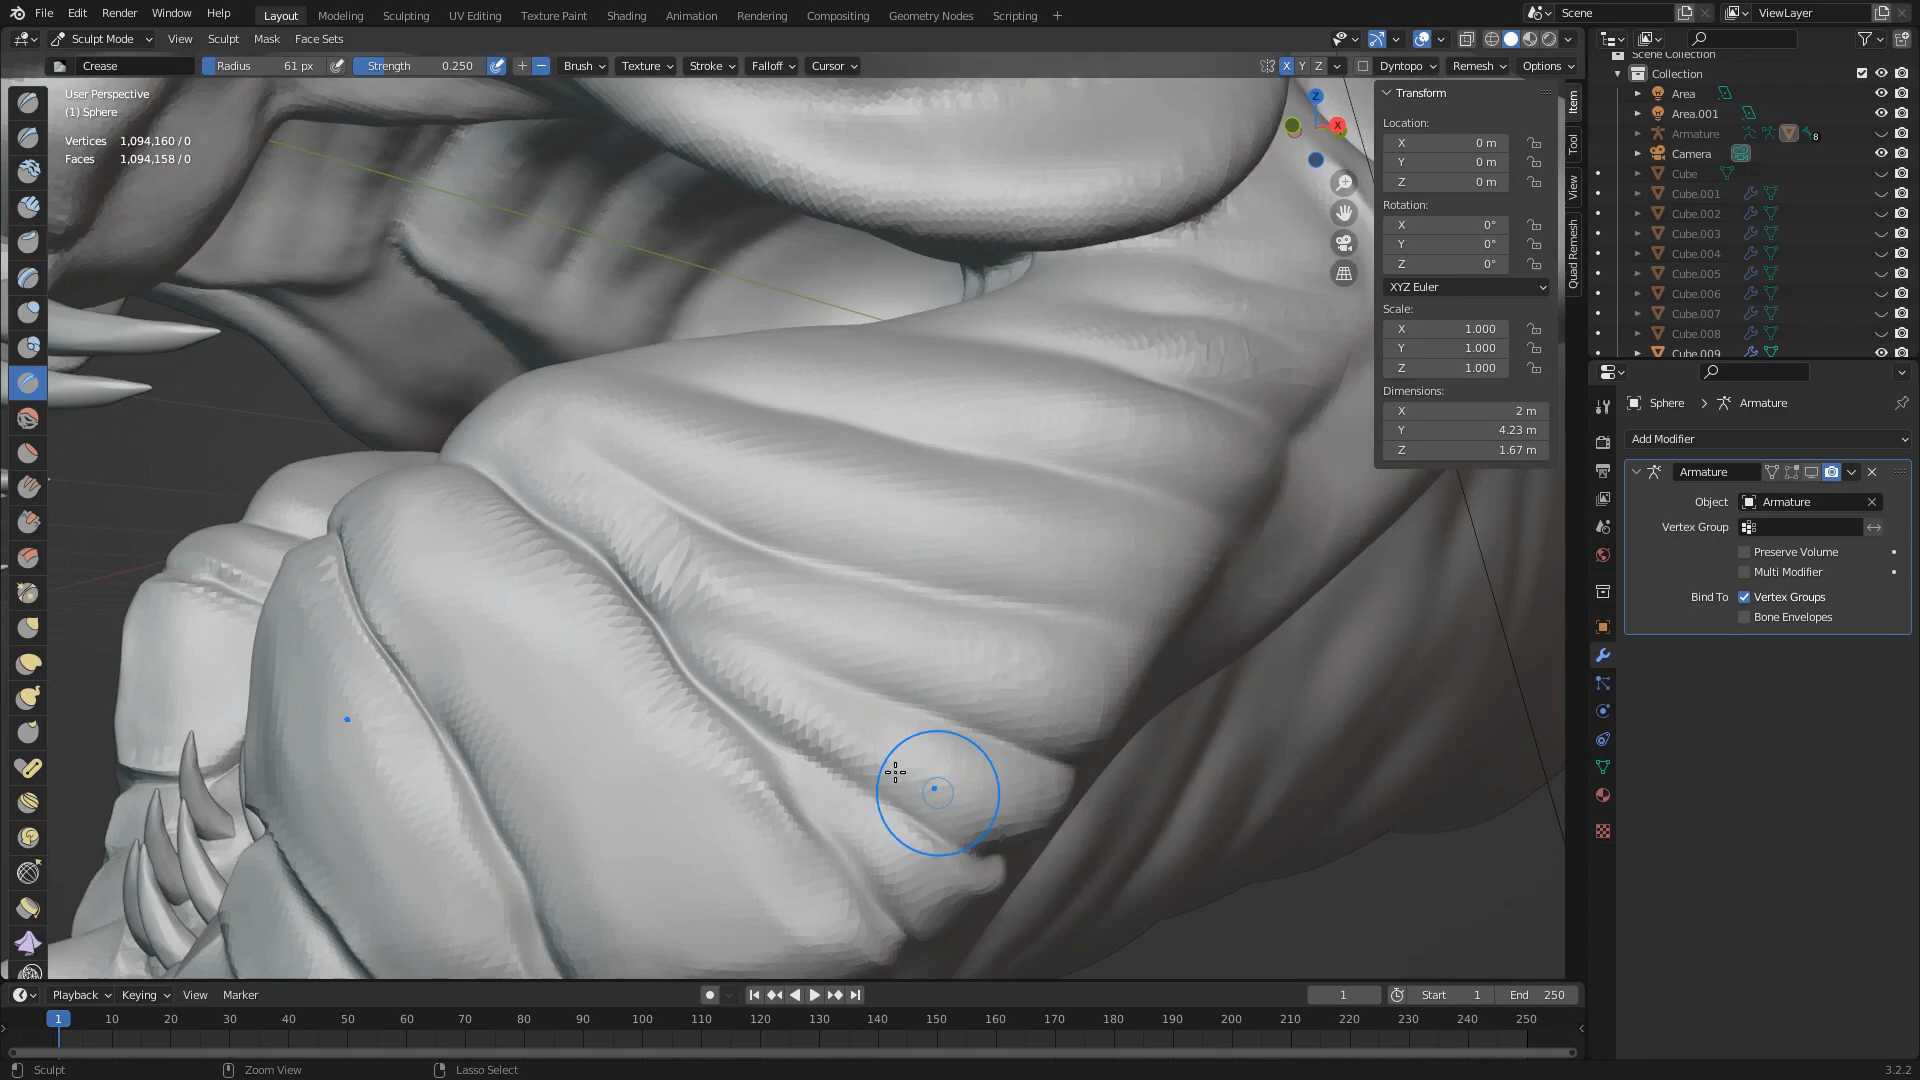 File Edit Render Window Help Layout Modeling Sculpting UV Editing Texture Paint Shading Animation Rendering Compositing Geometry Nodes Scripting + Scene ViewLayer
Sculpt Mode View Sculpt Mask Face Sets
Crease Radius 61 px Strength 0.250 Brush Texture Stroke Falloff Cursor X Y Z Dyntopo Remesh Options
User Perspective
(1) Sphere
Vertices 1,094,160 / 0
Faces 1,094,158 / 0
Z
X
Transform
Location:
X 0 m
Y 0 m
Z 0 m
Rotation:
X 0°
Y 0°
Z 0°
XYZ Euler
Scale:
X 1.000
Y 1.000
Z 1.000
Dimensions:
X 2 m
Y 4.23 m
Z 1.67 m
Item
Tool
View
Quad Remesh
Scene Collection
Collection
Area
Area.001
Armature 8
Camera
Cube
Cube.001
Cube.002
Cube.003
Cube.004
Cube.005
Cube.006
Cube.007
Cube.008
Cube.009
Sphere > Armature
Add Modifier
Armature
Object Armature
Vertex Group
Preserve Volume
Multi Modifier
Bind To Vertex Groups
Bone Envelopes
Playback Keying View Marker 1 Start 1 End 250
1 10 20 30 40 50 60 70 80 90 100 110 120 130 140 150 160 170 180 190 200 210 220 230 240 250
Sculpt Zoom View Lasso Select 3.2.2